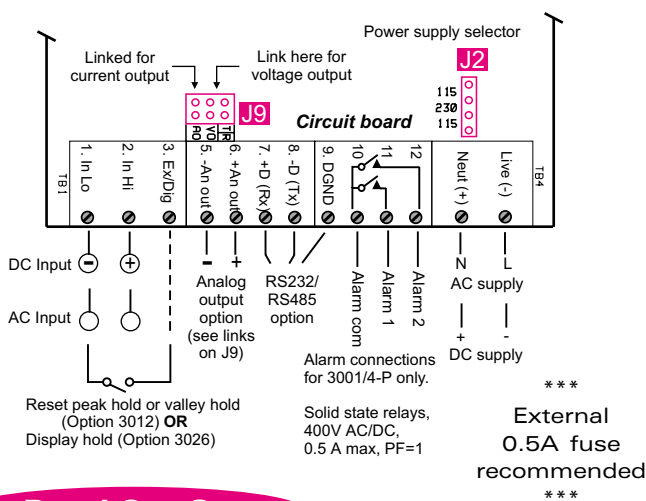 Power supply selector
Linked for
current output
Link here for
voltage output
J2
J9
115
230
115
AO
VO
TR
Circuit board
TB1
1. In Lo
2. In Hi
3. Ex/Dig
5. -An out
6. +An out
7. +D (Rx)
8. -D (Tx)
9. DGND
10
11
12
Neut (+)
Live (-)
TB4
DC Input
- +
AC Input
- +
Analog
output
option
(see links
on J9)
RS232/
RS485
option
Alarm com
Alarm 1
Alarm 2
N L
AC supply
+ -
DC supply
Alarm connections
for 3001/4-P only.
Solid state relays,
400V AC/DC,
0.5 A max, PF=1
Reset peak hold or valley hold
(Option 3012) OR
Display hold (Option 3026)
***
External
0.5A fuse
recommended
***